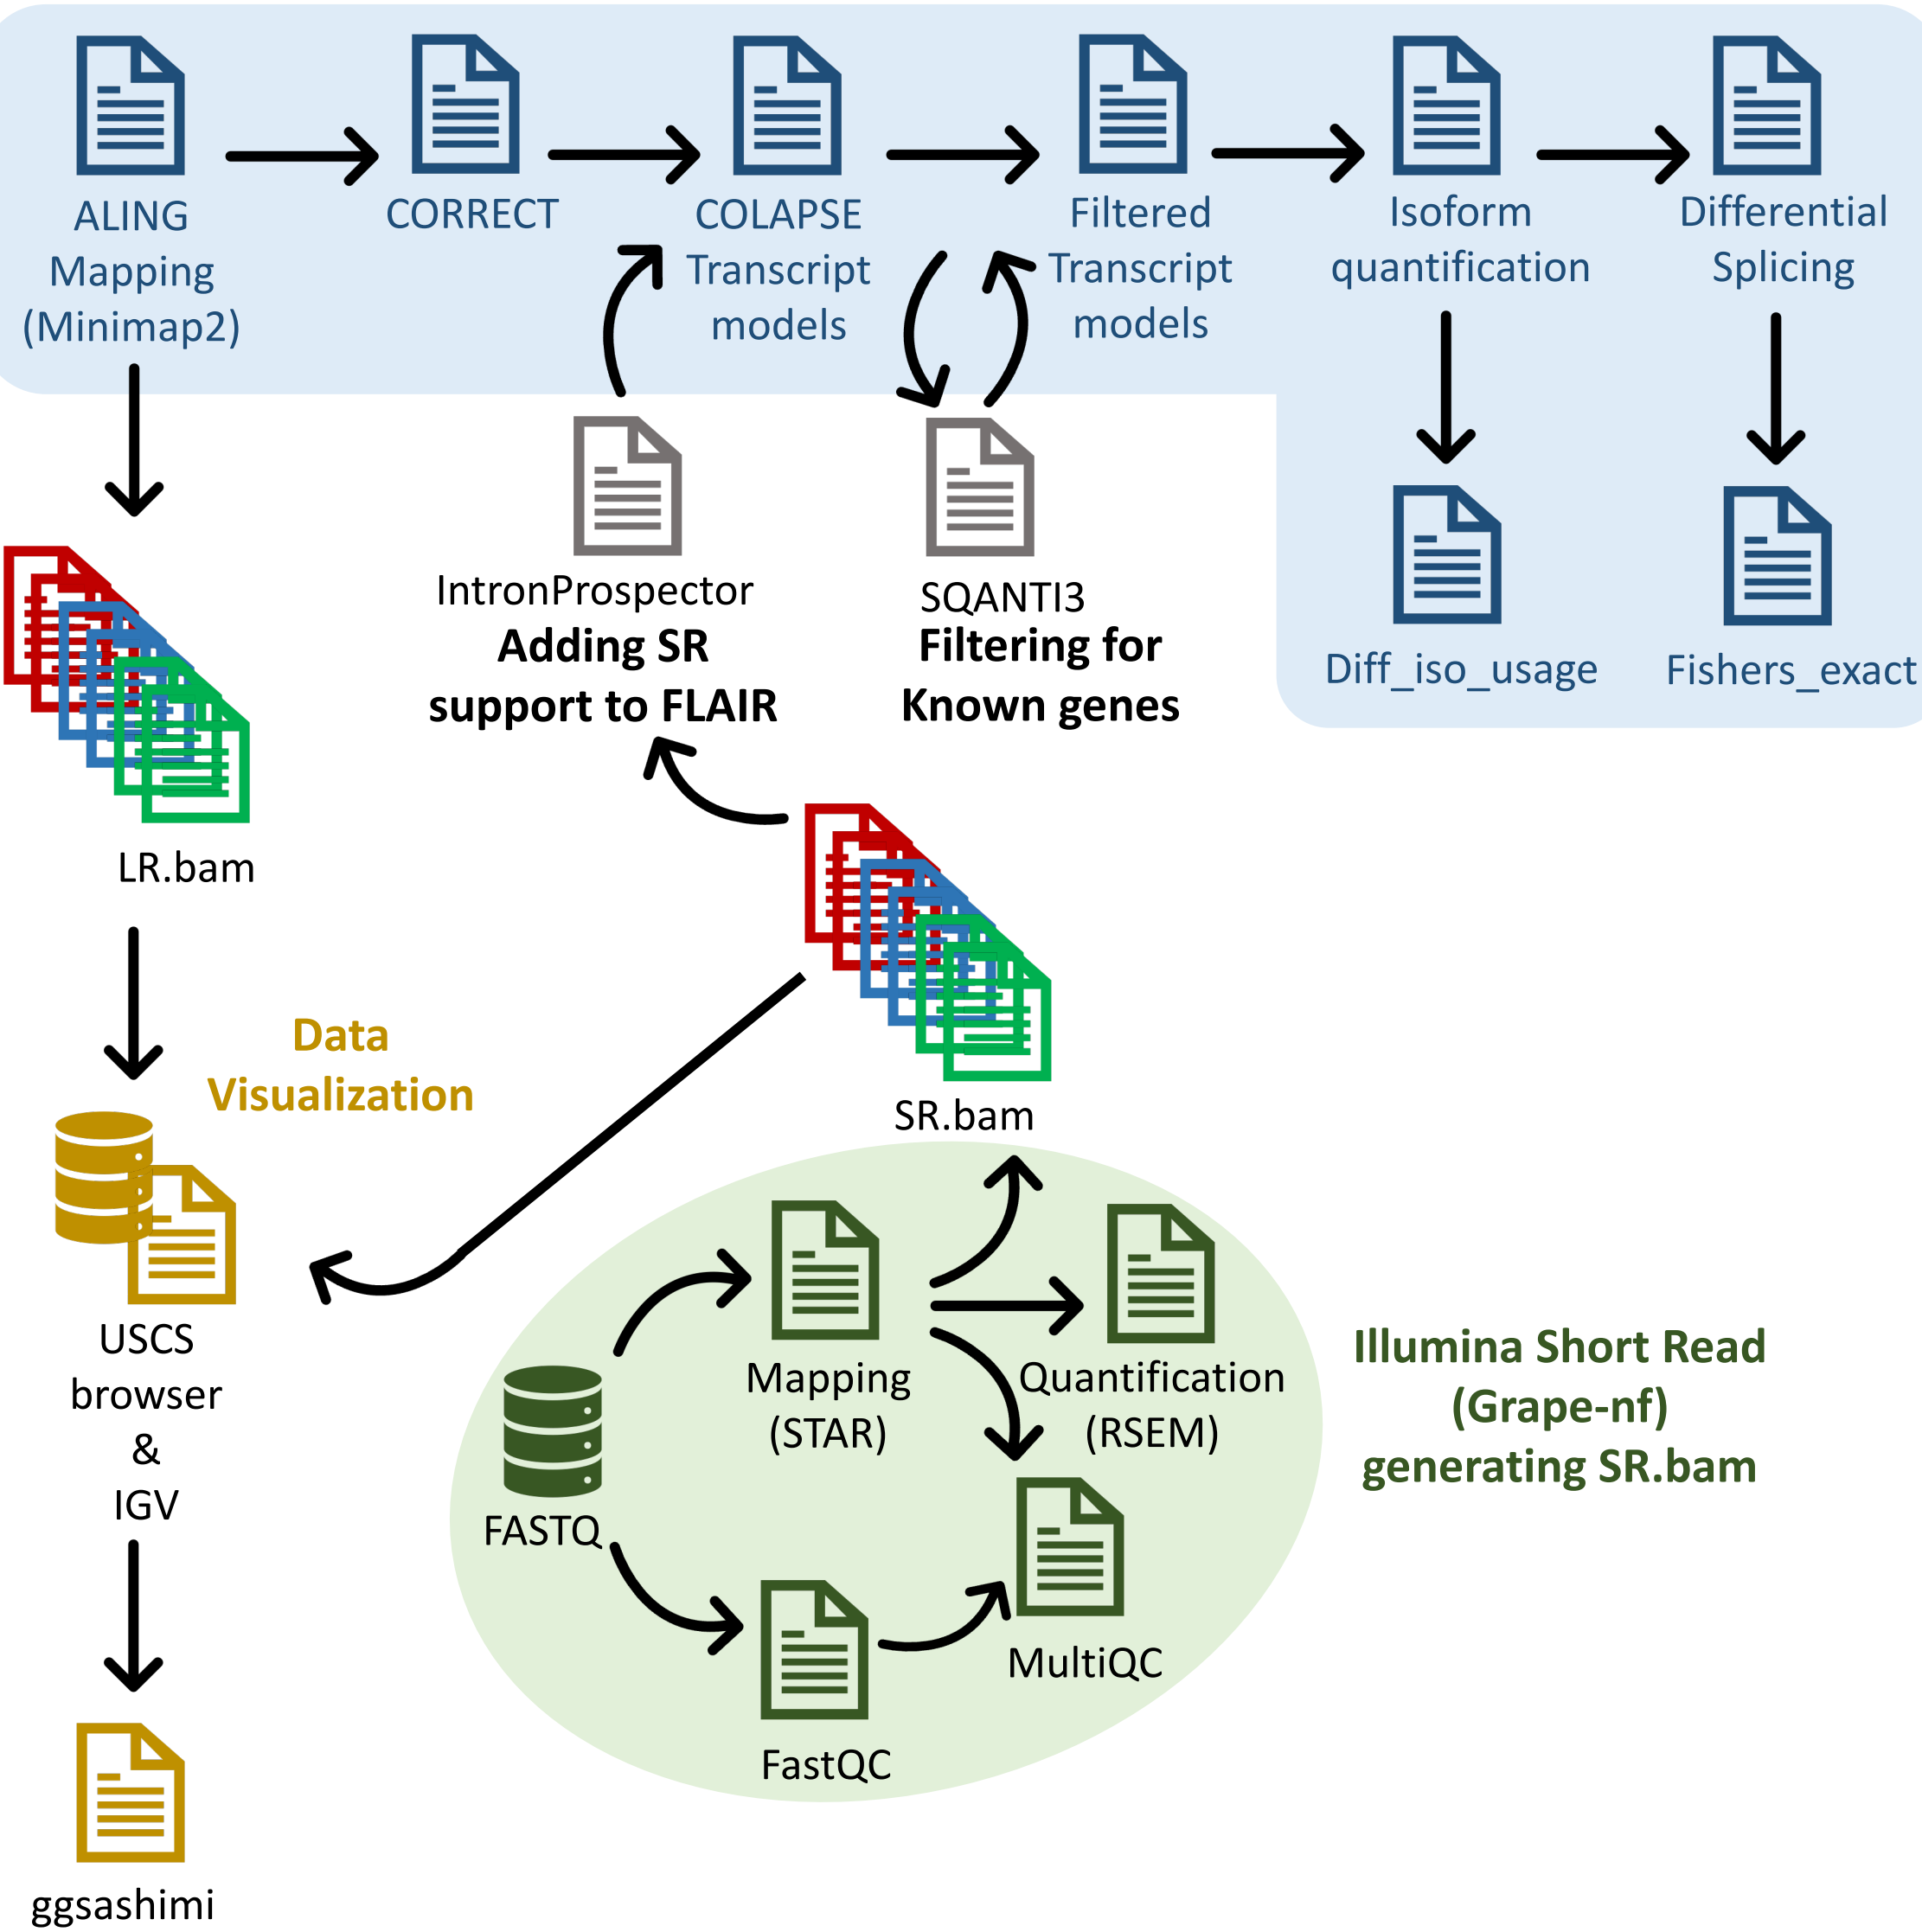 ALING
Mapping
(Minimap2)
CORRECT
COLAPSE
Transcript
models
Filtered
Transcript
models
Isoform
quantification
Differential
Splicing
IntronProspector
Adding SR
support to FLAIR
SQANTI3
Filtering for
Known genes
Diff_iso_usage
Fishers_exact
LR.bam
SR.bam
Data
Visualization
USCS
browser
&
IGV
ggsashimi
FASTQ
Mapping
(STAR)
Quantification
(RSEM)
MultiQC
FastQC
Illumina Short Read
(Grape-nf)
generating SR.bam